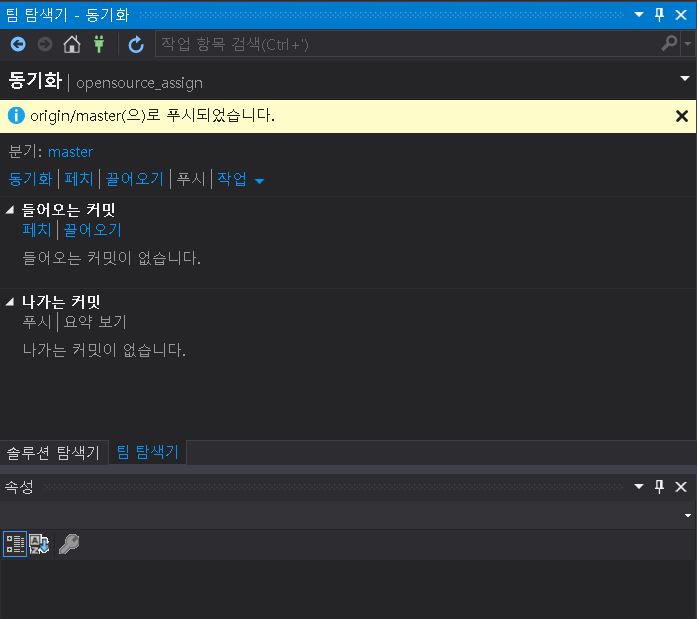 팀 탐색기 - 동기화
작업 항목 검색(Ctrl+')
동기화 | opensource_assign
origin/master(으)로 푸시되었습니다.
분기: master
동기화 | 페치 | 끌어오기 | 푸시 | 작업
들어오는 커밋
페치 | 끌어오기
들어오는 커밋이 없습니다.
나가는 커밋
푸시 | 요약 보기
나가는 커밋이 없습니다.
솔루션 탐색기 팀 탐색기
속성